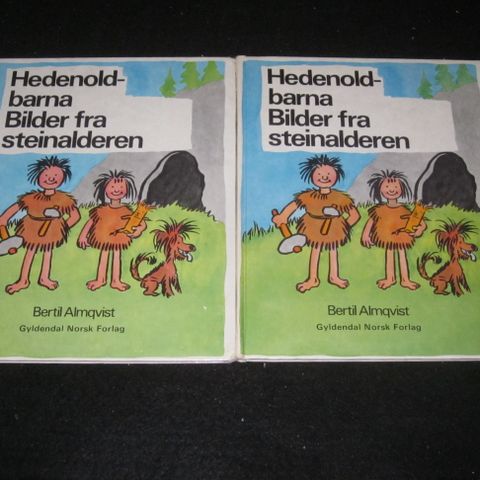 Hedenold-
barna
Bilder fra
steinalderen
Bertil Almqvist
Gyldendal Norsk Forlag
Hedenold-
barna
Bilder fra
steinalderen
Bertil Almqvist
Gyldendal Norsk Forlag